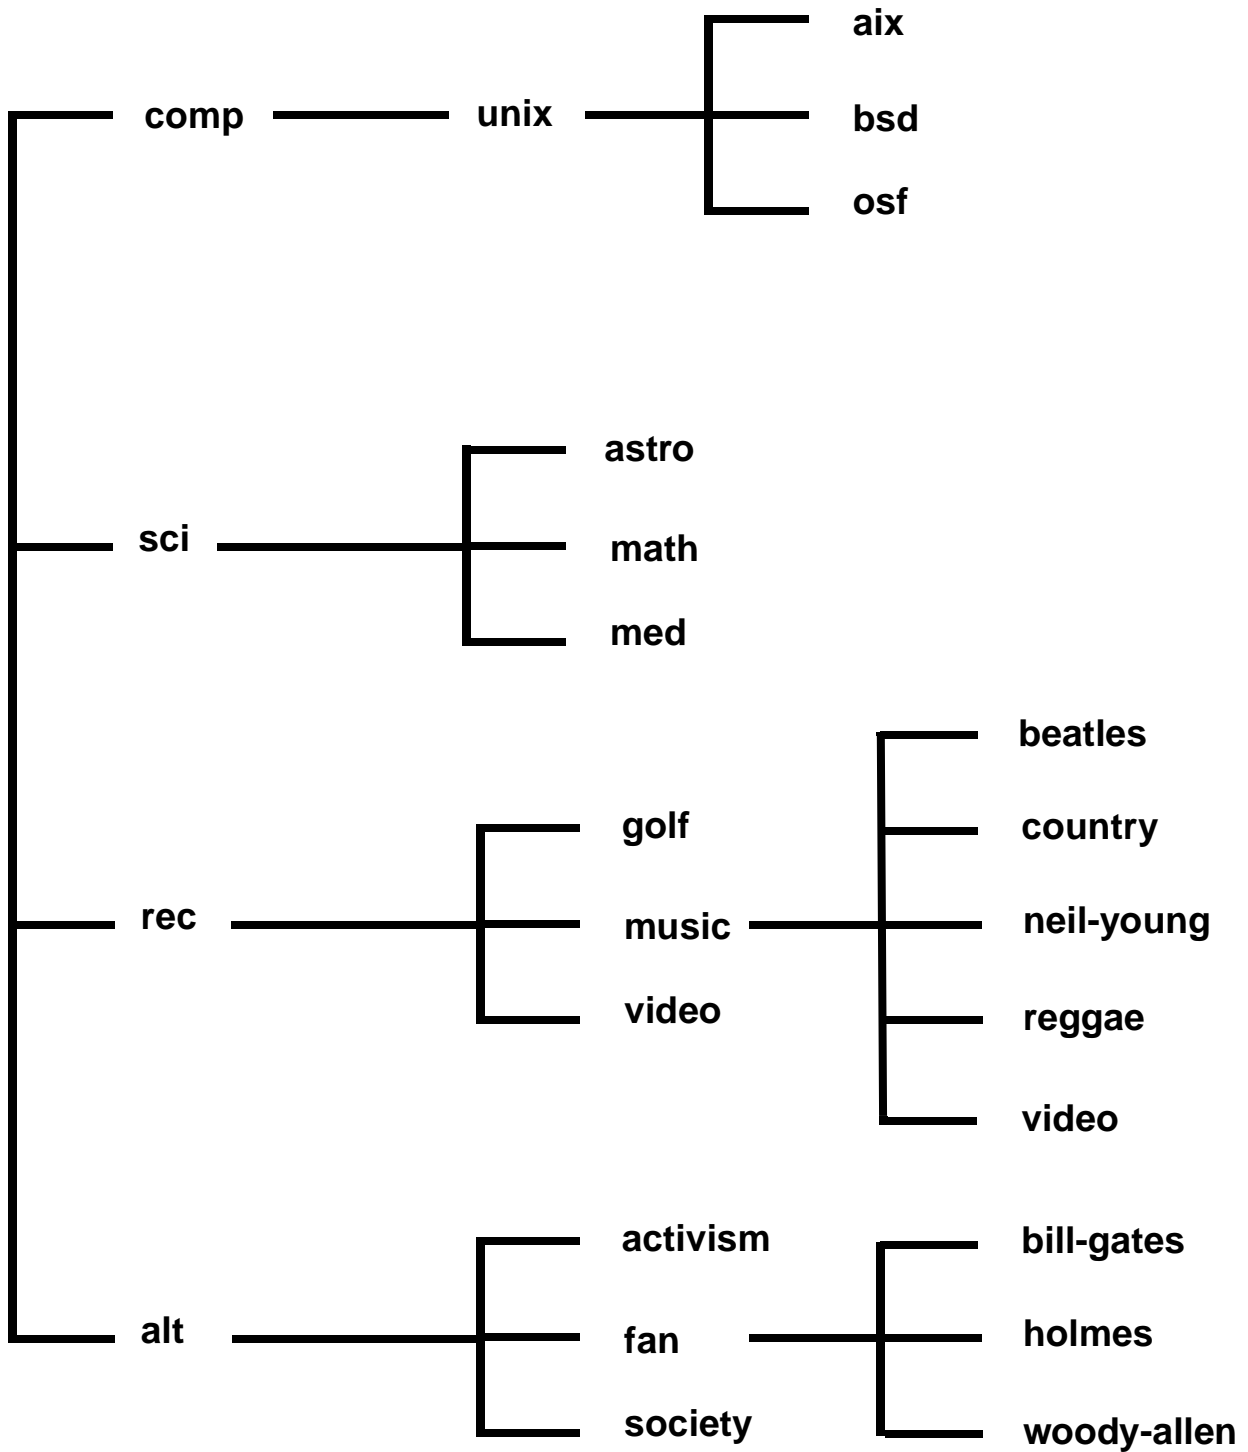 aix
comp
unix
bsd
osf
astro
sci
math
med
beatles
golf
country
rec
music
neil-young
video
reggae
video
activism
bill-gates
alt
fan
holmes
society
woody-allen